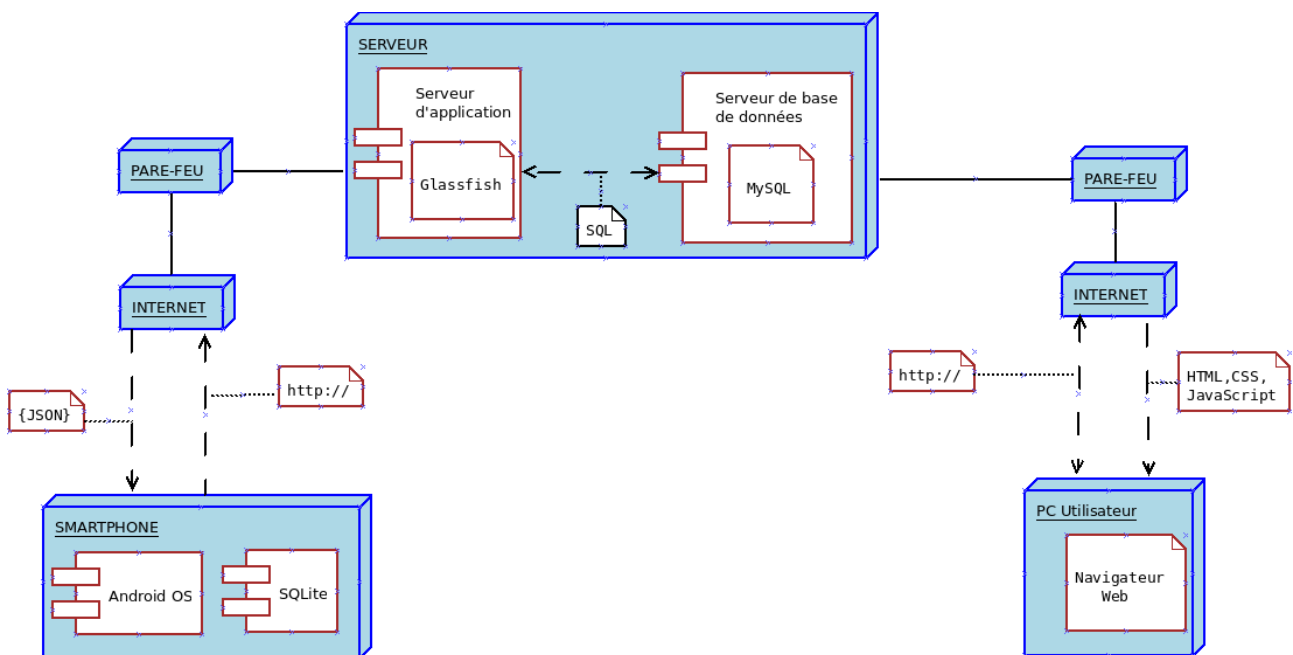 SERVEUR
Serveur
d'application
Glassfish
SQL
Serveur de base
de données
MySQL
PARE-FEU
PARE-FEU
INTERNET
INTERNET
{JSON}
http://
http://
HTML,CSS,
JavaScript
SMARTPHONE
Android OS
SQLite
PC Utilisateur
Navigateur
Web